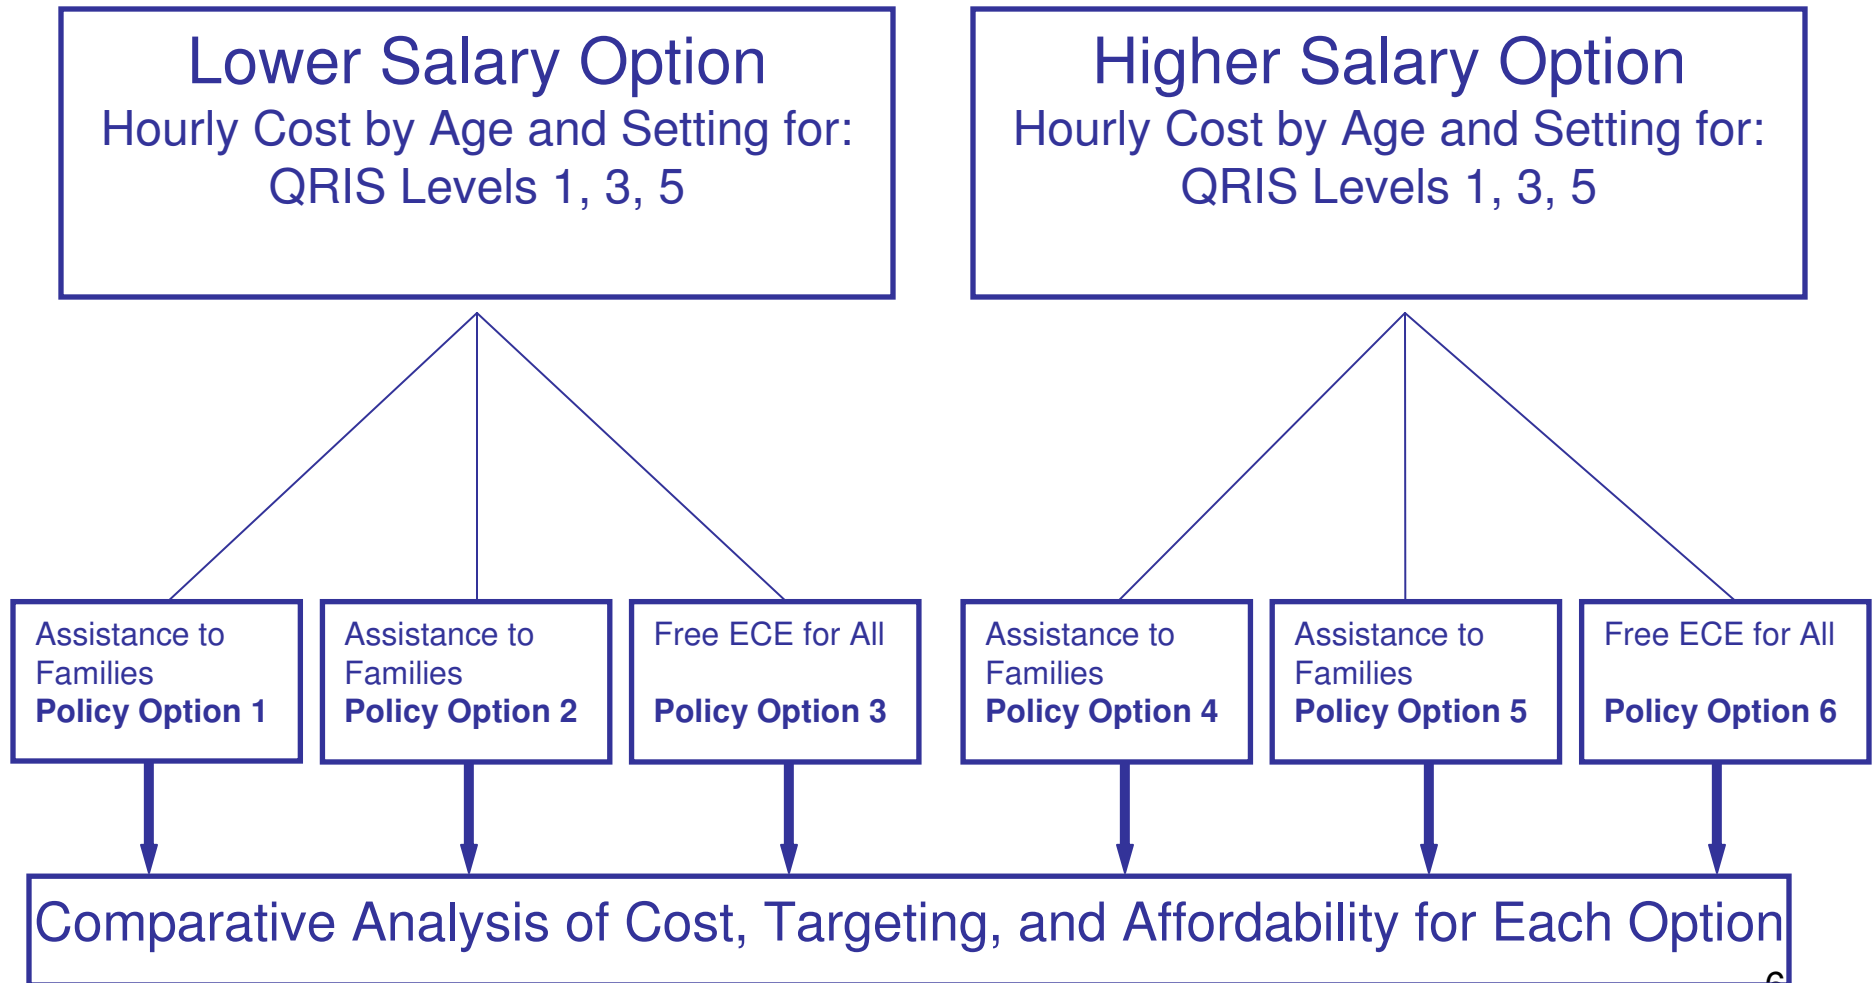 Lower Salary Option
Hourly Cost by Age and Setting for:
QRIS Levels 1, 3, 5
Higher Salary Option
Hourly Cost by Age and Setting for:
QRIS Levels 1, 3, 5
Assistance to
Families
Policy Option 1
Assistance to
Families
Policy Option 2
Free ECE for All
Policy Option 3
Assistance to
Families
Policy Option 4
Assistance to
Families
Policy Option 5
Free ECE for All
Policy Option 6
Comparative Analysis of Cost, Targeting, and Affordability for Each Option